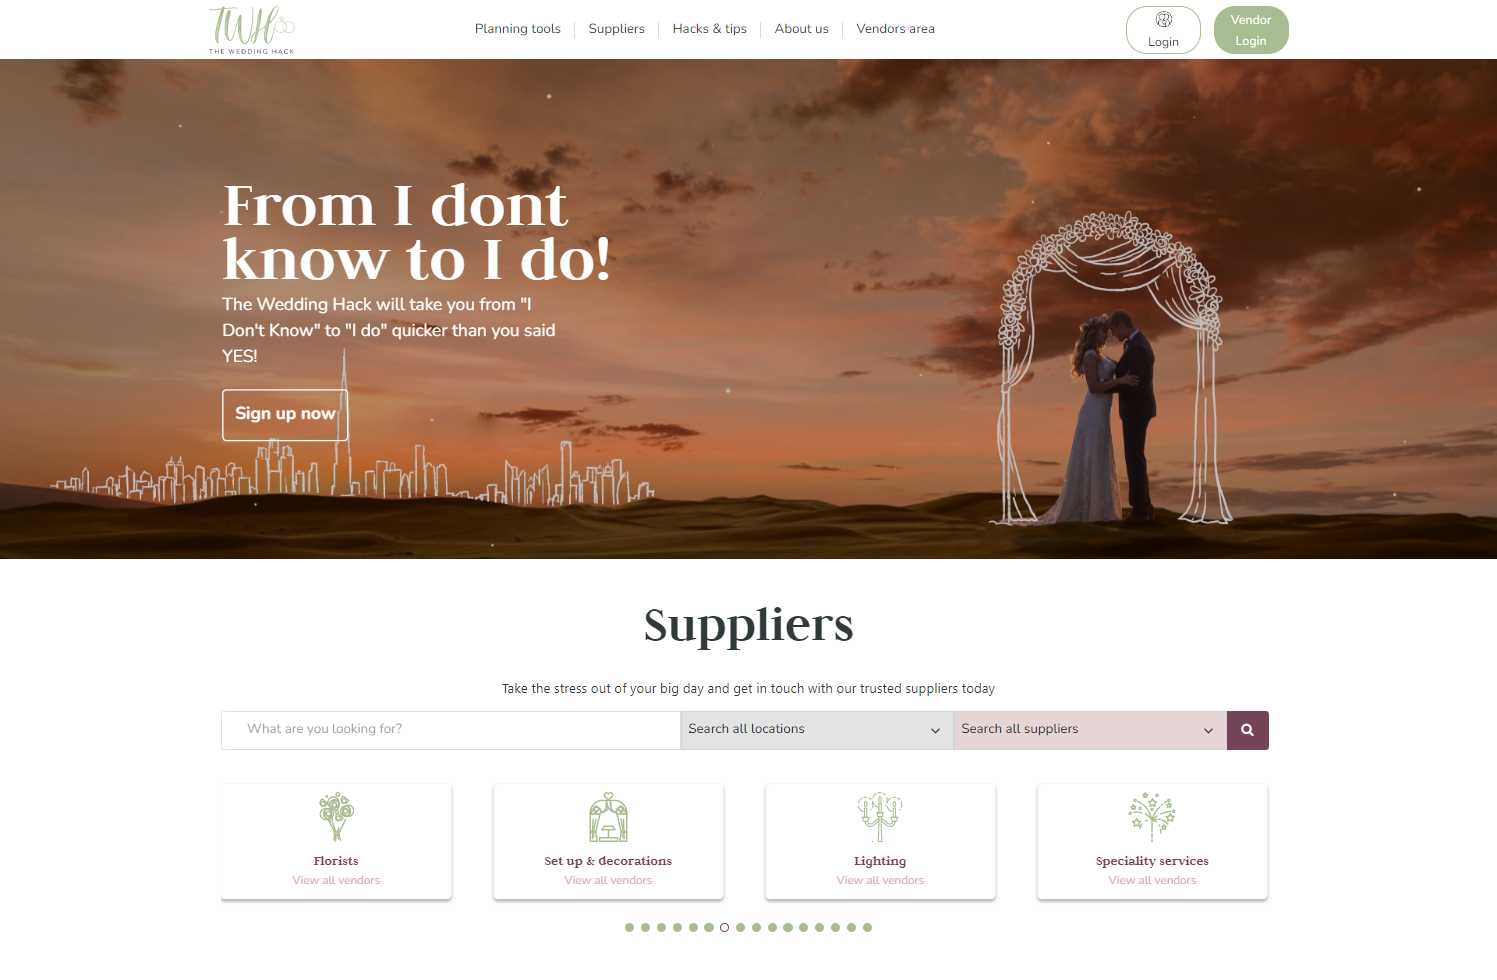 TWH
THE WEDDING HACK
Planning tools
Suppliers
Hacks & tips
About us
Vendors area
Login
Vendor
Login
From I dont
know to I do!
The Wedding Hack will take you from "I
Don't Know" to "I do" quicker than you said
YES!
Sign up now
Suppliers
Take the stress out of your big day and get in touch with our trusted suppliers today
What are you looking for?
Search all locations
Search all suppliers
Florists
View all vendors
Set up & decorations
View all vendors
Lighting
View all vendors
Speciality services
View all vendors